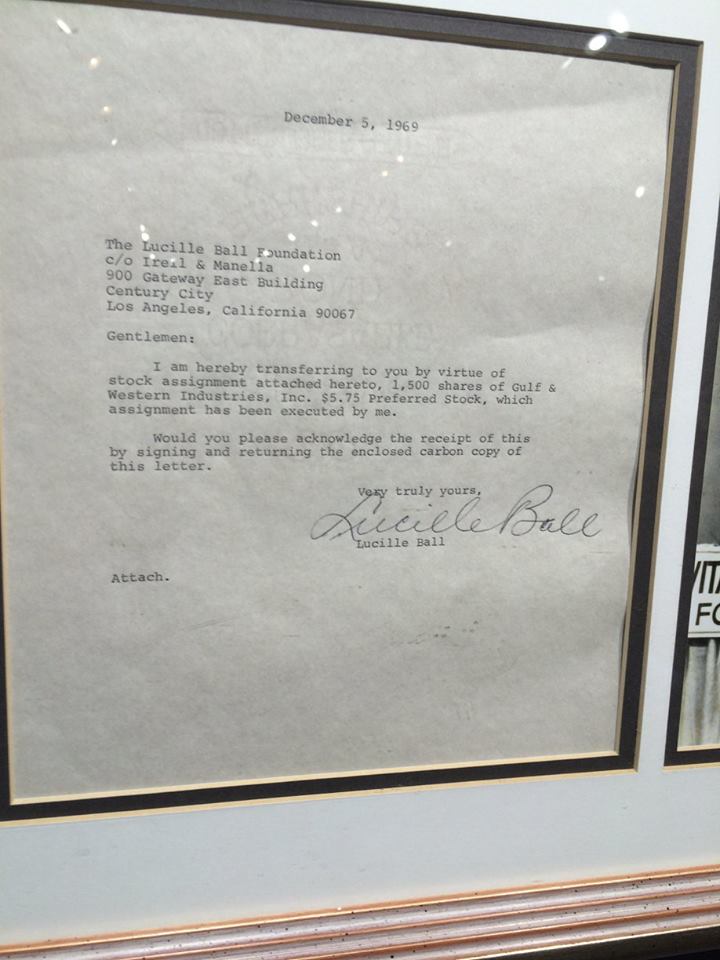 December 5, 1969
The Lucille Ball Foundation
c/o Irell & Manella
900 Gateway East Building
Century City
Los Angeles, California 90067
Gentlemen:
I am hereby transferring to you by virtue of
stock assignment attached hereto, 1,500 shares of Gulf &
Western Industries, Inc. $5.75 Preferred Stock, which
assignment has been executed by me.
Would you please acknowledge the receipt of this
by signing and returning the enclosed carbon copy of
this letter.
Very truly yours,
Lucille Ball
Lucille Ball
Attach.